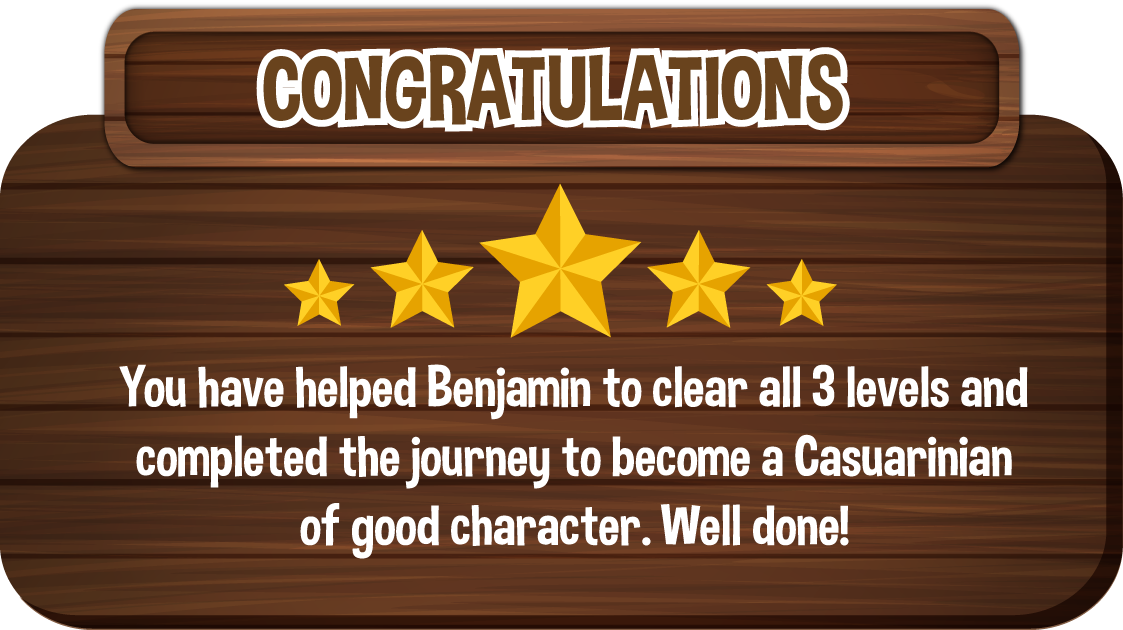 CONGRATULATIONS
You have helped Benjamin to clear all 3 levels and
completed the journey to become a Casuarinian
of good character. Well done!